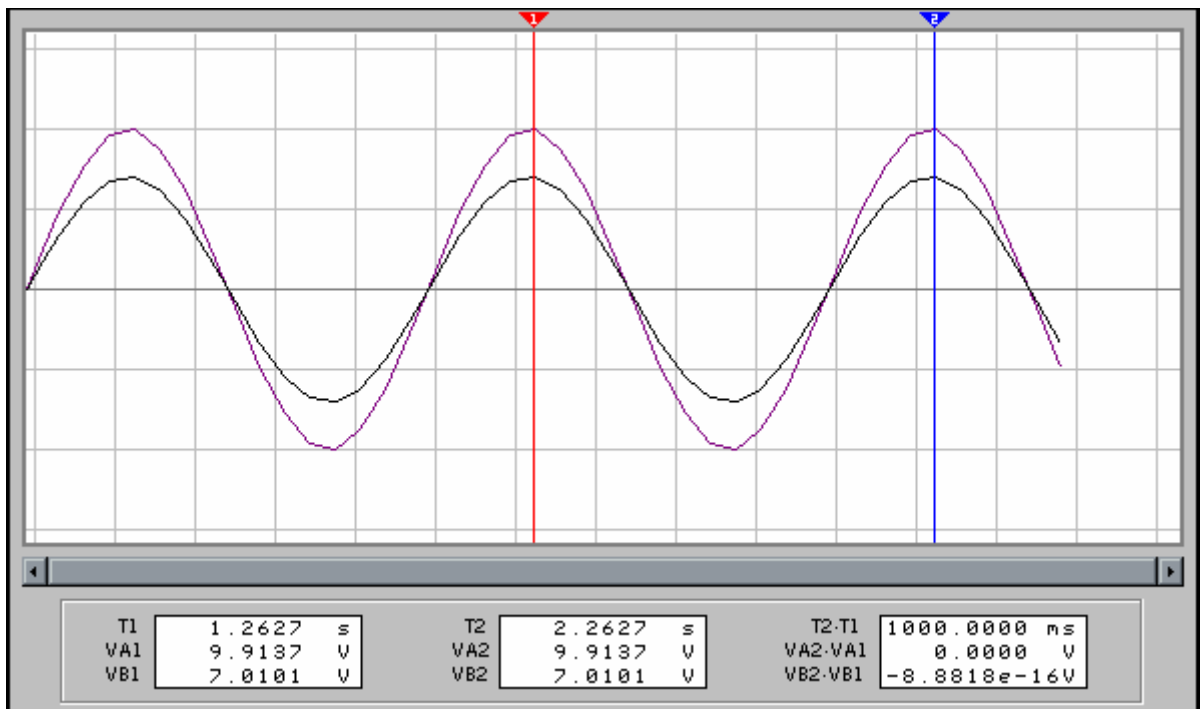 1 2
T1 1.2627 s T2 2.2627 s T2-T1 1000.0000 ms
VA1 9.9137 V VA2 9.9137 V VA2-VA1 0.0000 V
VB1 7.0101 V VB2 7.0101 V VB2-VB1 -8.8818e-16V